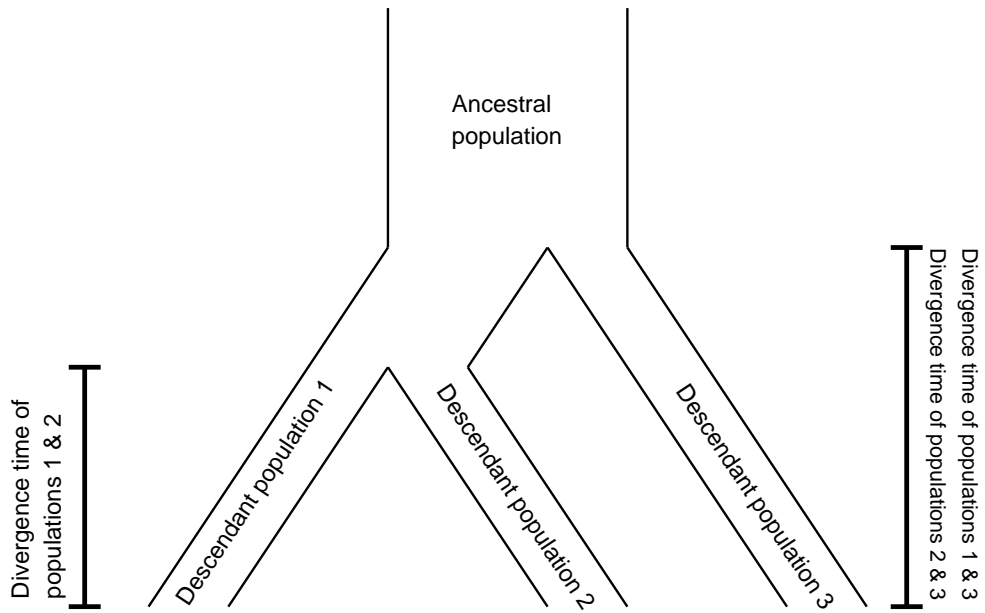 Ancestral
population
Divergence time of
populations 1 & 2
Descendant population 1
Descendant population 2
Descendant population 3
Divergence time of populations 1 & 3
Divergence time of populations 2 & 3